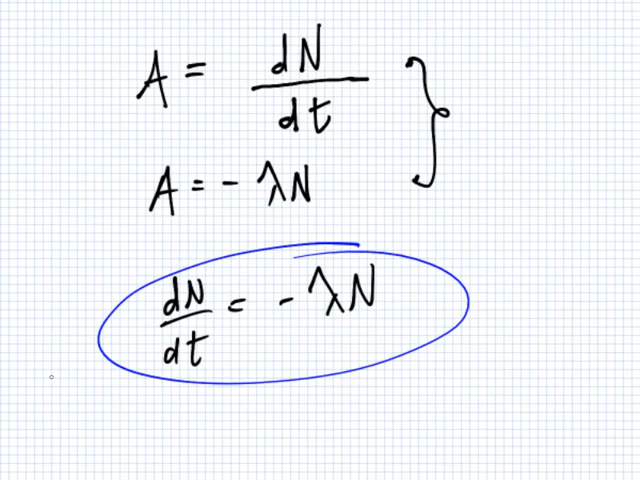 A = dN/dt
A = - λN
dN/dt = - λN